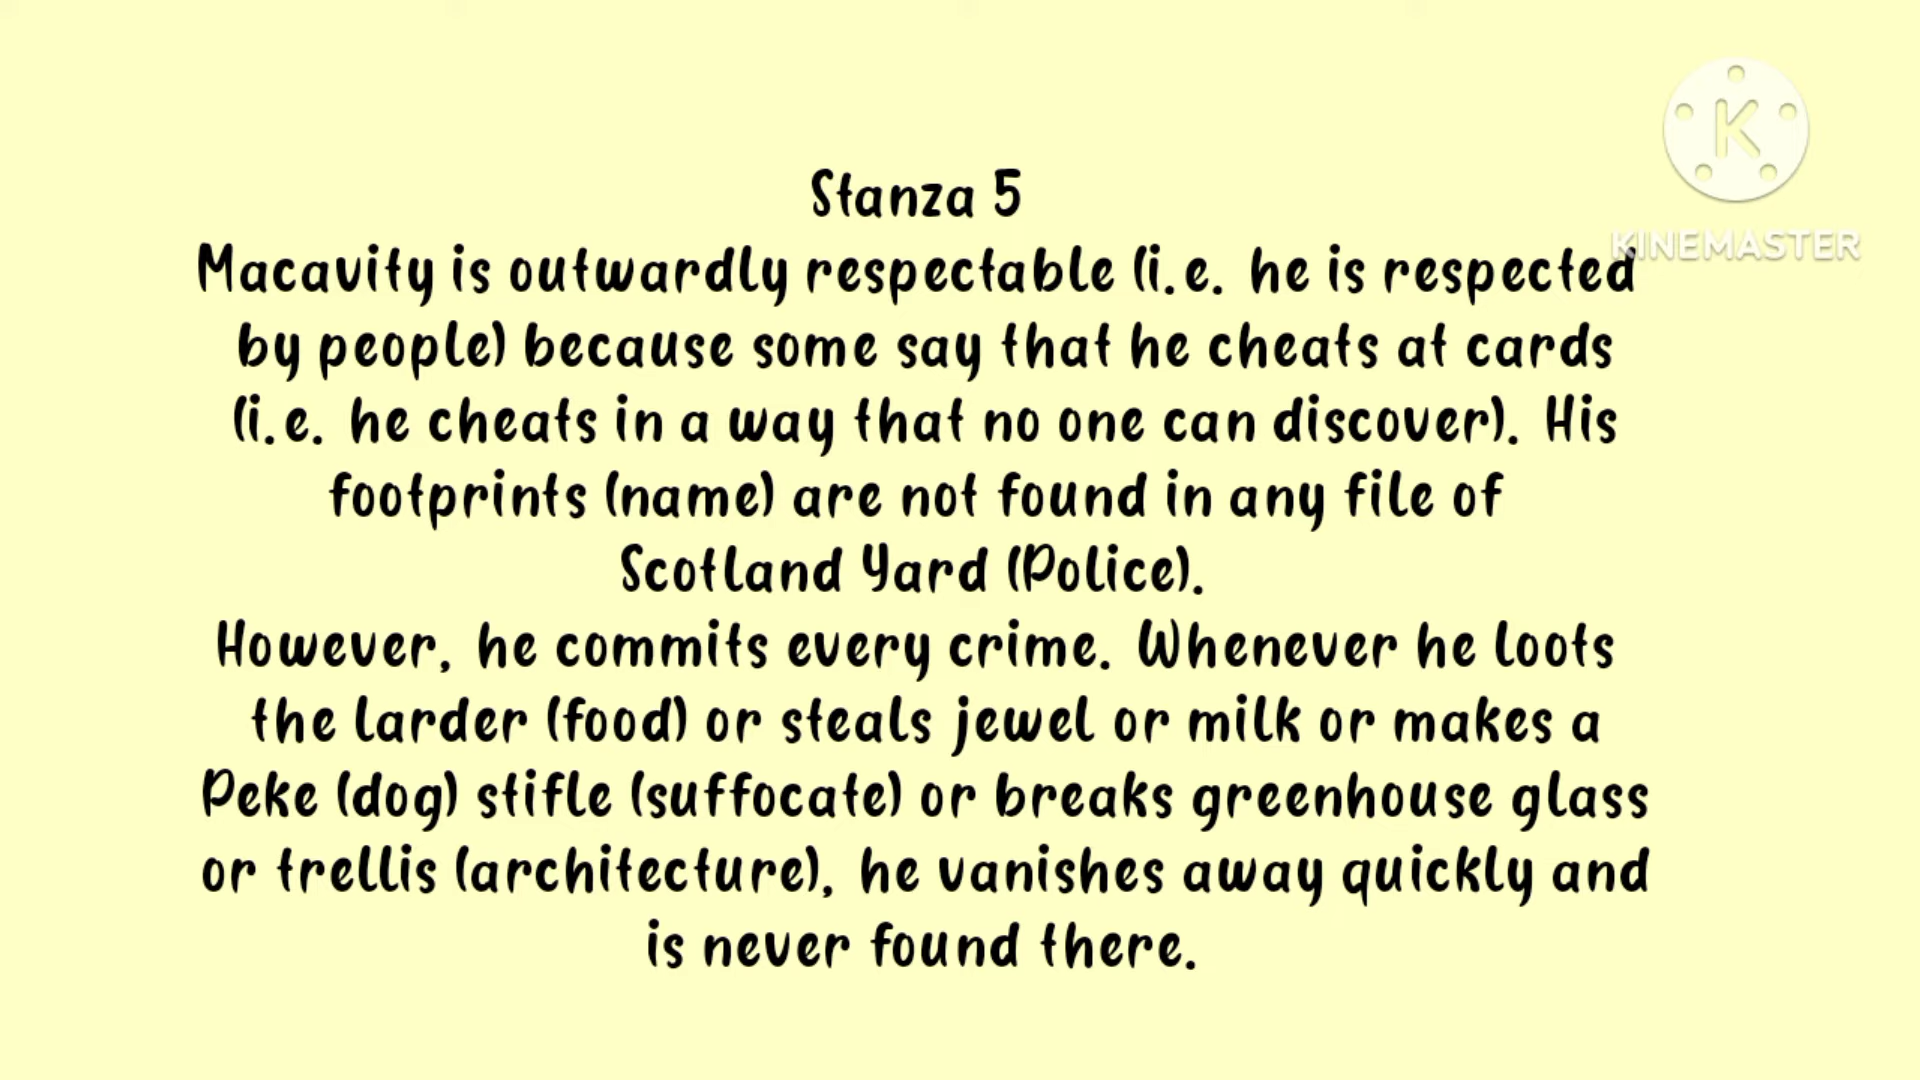 Stanza 5
Macavity is outwardly respectable (i.e. he is respected
by people) because some say that he cheats at cards
(i.e. he cheats in a way that no one can discover). His
footprints (name) are not found in any file of
Scotland Yard (Police).
However, he commits every crime. Whenever he loots
the larder (food) or steals jewel or milk or makes a
Peke (dog) stifle (suffocate) or breaks greenhouse glass
or trellis (architecture), he vanishes away quickly and
is never found there.
K
KINEMASTER